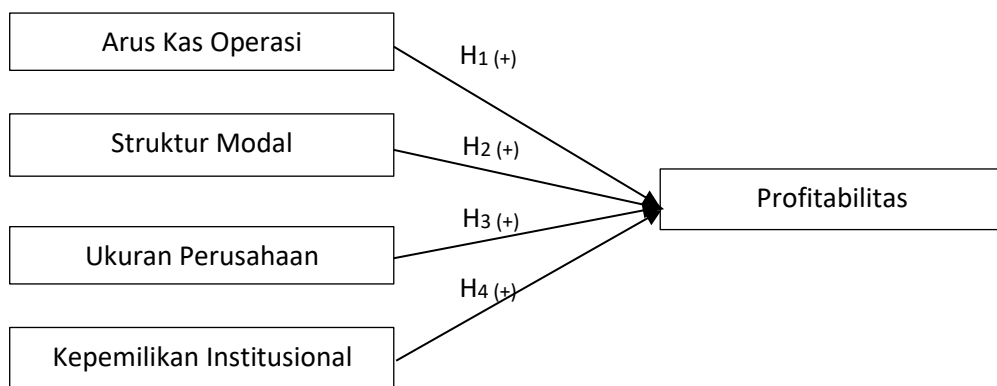 Arus Kas Operasi
H1 (+)
Struktur Modal
H2 (+)
Profitabilitas
H3 (+)
Ukuran Perusahaan
H4 (+)
Kepemilikan Institusional